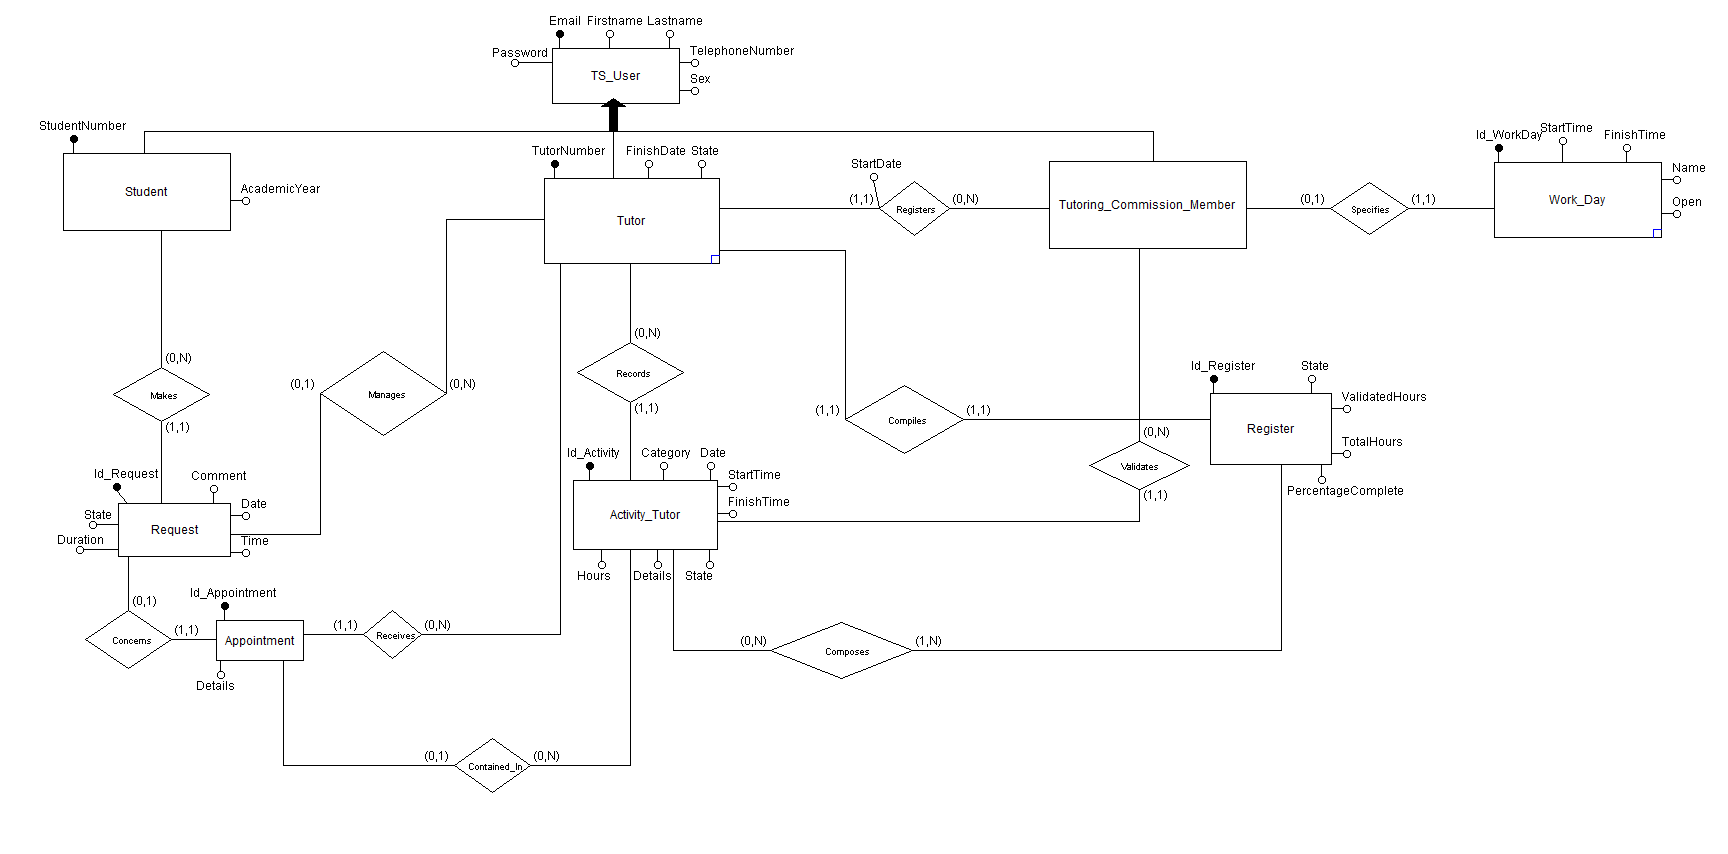 Email Firstname Lastname
Password
TelephoneNumber
TS_User
Sex
StudentNumber
Student
AcademicYear
TutorNumber FinishDate State
Tutor
StartDate
(1,1)
Registers
(0,N)
Tutoring_Commission_Member
(0,1)
Specifies
(1,1)
Id_WorkDay
StartTime
FinishTime
Name
Work_Day
Open
(0,N)
Makes
(1,1)
(0,1)
Manages
(0,N)
(0,N)
Records
(1,1)
(1,1)
Compiles
(1,1)
Id_Register
State
ValidatedHours
Register
TotalHours
PercentageComplete
(0,N)
Validates
(1,1)
Id_Request
Comment
State
Date
Request
Duration
Time
Id_Activity
Category
Date
StartTime
FinishTime
Activity_Tutor
Hours
Details
State
(0,1)
Concerns
(1,1)
Id_Appointment
Appointment
Details
(1,1)
Receives
(0,N)
(0,N)
Composes
(1,N)
(0,1)
Contained_In
(0,N)